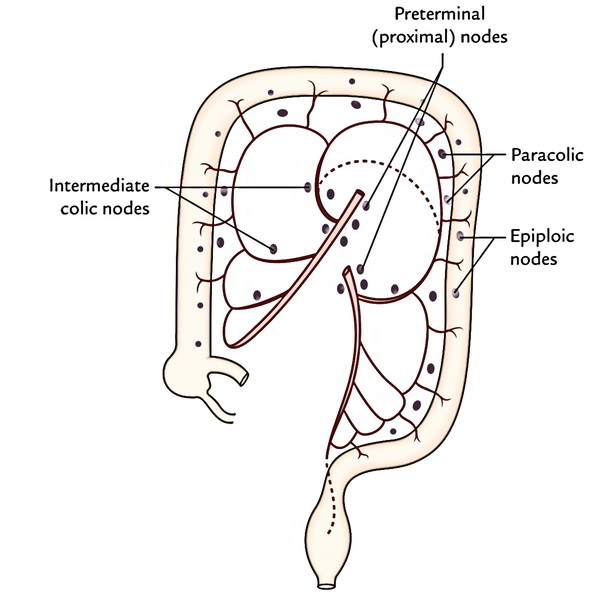 Preterminal
(proximal) nodes
Paracolic
nodes
Intermediate
colic nodes
Epiploic
nodes